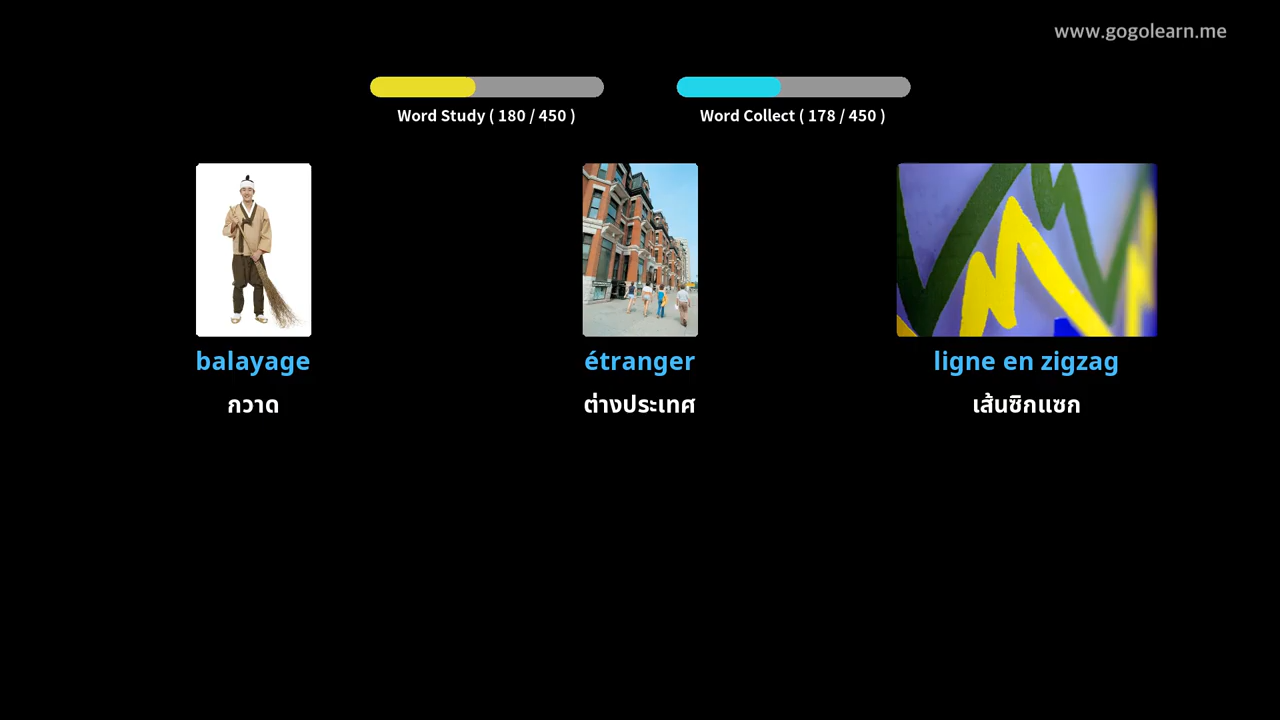 www.gogolearn.me
Word Study ( 180 / 450 )
Word Collect ( 178 / 450 )
balayage
étranger
ligne en zigzag
กวาด
ต่างประเทศ
เส้นซิกแซก